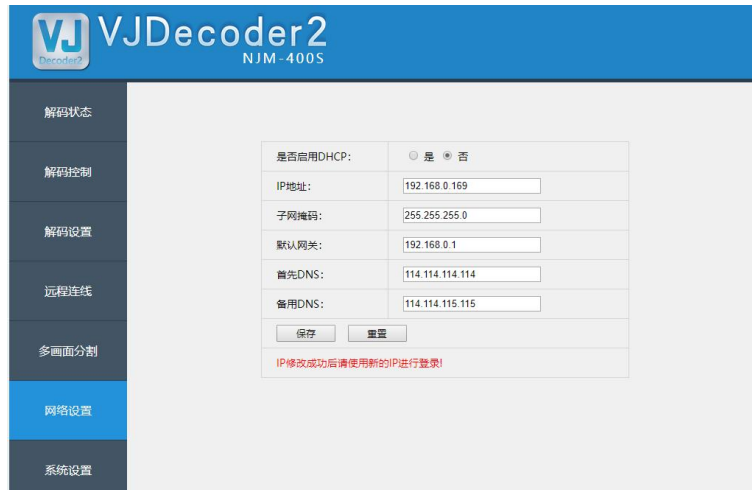 VJ
Decoder2
VJDecoder2
NJM-400S
解码状态
解码控制
解码设置
远程连线
多画面分割
网络设置
系统设置
是否启用DHCP: 是 否
IP地址: 192.168.0.169
子网掩码: 255.255.255.0
默认网关: 192.168.0.1
首先DNS: 114.114.114.114
备用DNS: 114.114.115.115
保存 重置
IP修改成功后请使用新的IP进行登录!